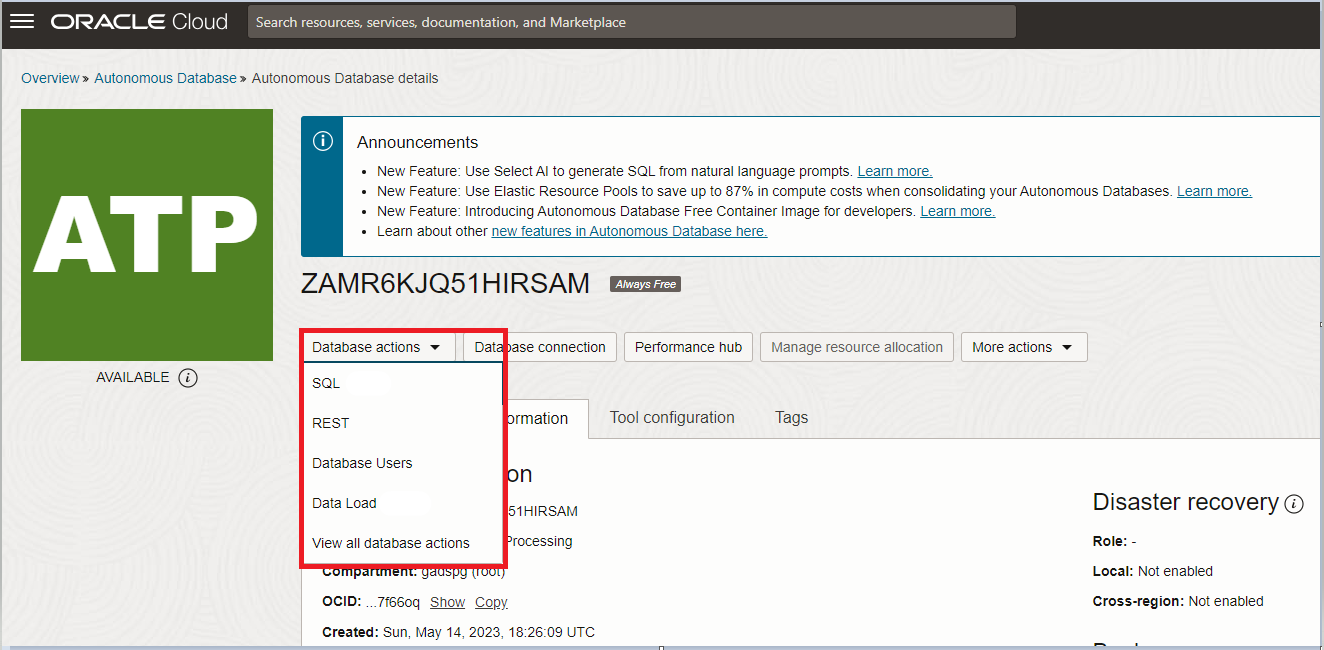 ORACLE Cloud
Search resources, services, documentation, and Marketplace
Overview » Autonomous Database » Autonomous Database details
ATP
AVAILABLE
Announcements
New Feature: Use Select AI to generate SQL from natural language prompts. Learn more.
New Feature: Use Elastic Resource Pools to save up to 87% in compute costs when consolidating your Autonomous Databases. Learn more.
New Feature: Introducing Autonomous Database Free Container Image for developers. Learn more.
Learn about other new features in Autonomous Database here.
ZAMR6KJQ51HIRSAM Always Free
Database actions Database connection Performance hub Manage resource allocation More actions
SQL
REST
Database Users
Data Load
View all database actions
ormation Tool configuration Tags
on
51HIRSAM
Processing
Compartment: gadspg (root)
OCID: ...7f66oq Show Copy
Created: Sun, May 14, 2023, 18:26:09 UTC
Disaster recovery
Role: -
Local: Not enabled
Cross-region: Not enabled